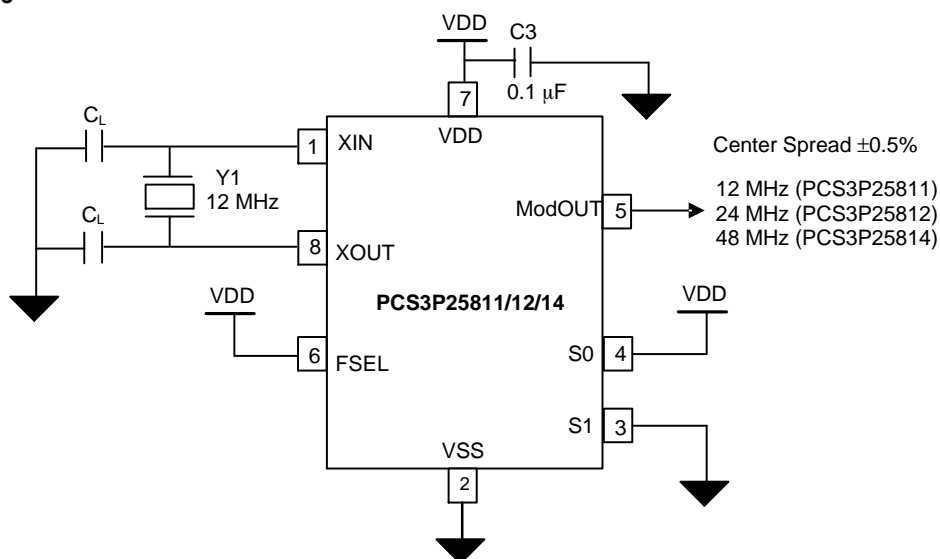 VDD
C3
0.1 μF
7
VDD
CL
1
XIN
Y1
12 MHz
CL
8
XOUT
Center Spread ±0.5%
ModOUT
5
12 MHz (PCS3P25811)
24 MHz (PCS3P25812)
48 MHz (PCS3P25814)
PCS3P25811/12/14
VDD
6
FSEL
VDD
S0
4
S1
3
VSS
2